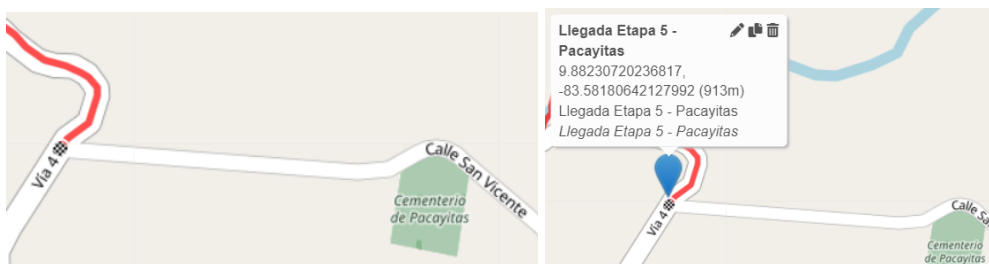 Vía 4
Calle San Vicente
Cementerio
de Pacayitas
Llegada Etapa 5 -
Pacayitas
9.88230720236817,
-83.58180642127992 (913m)
Llegada Etapa 5 - Pacayitas
Llegada Etapa 5 - Pacayitas
Vía 4
Calle Sa
Cementerio
de Pacayitas